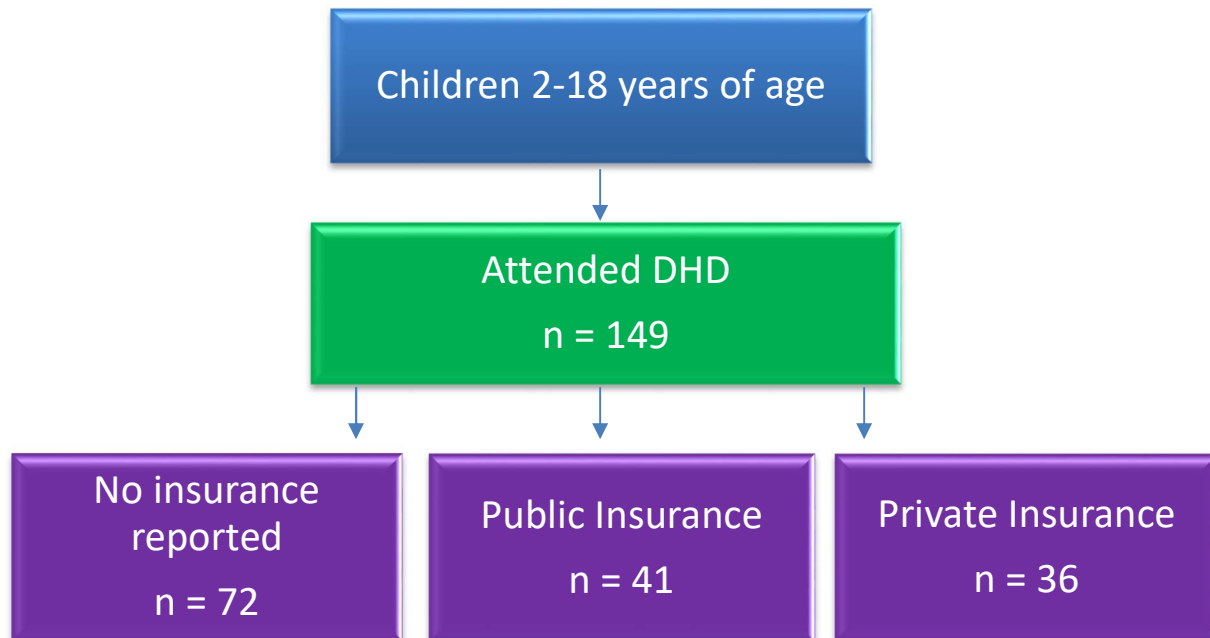 Children 2-18 years of age
Attended DHD
n = 149
No insurance
reported
n = 72
Public Insurance
n = 41
Private Insurance
n = 36